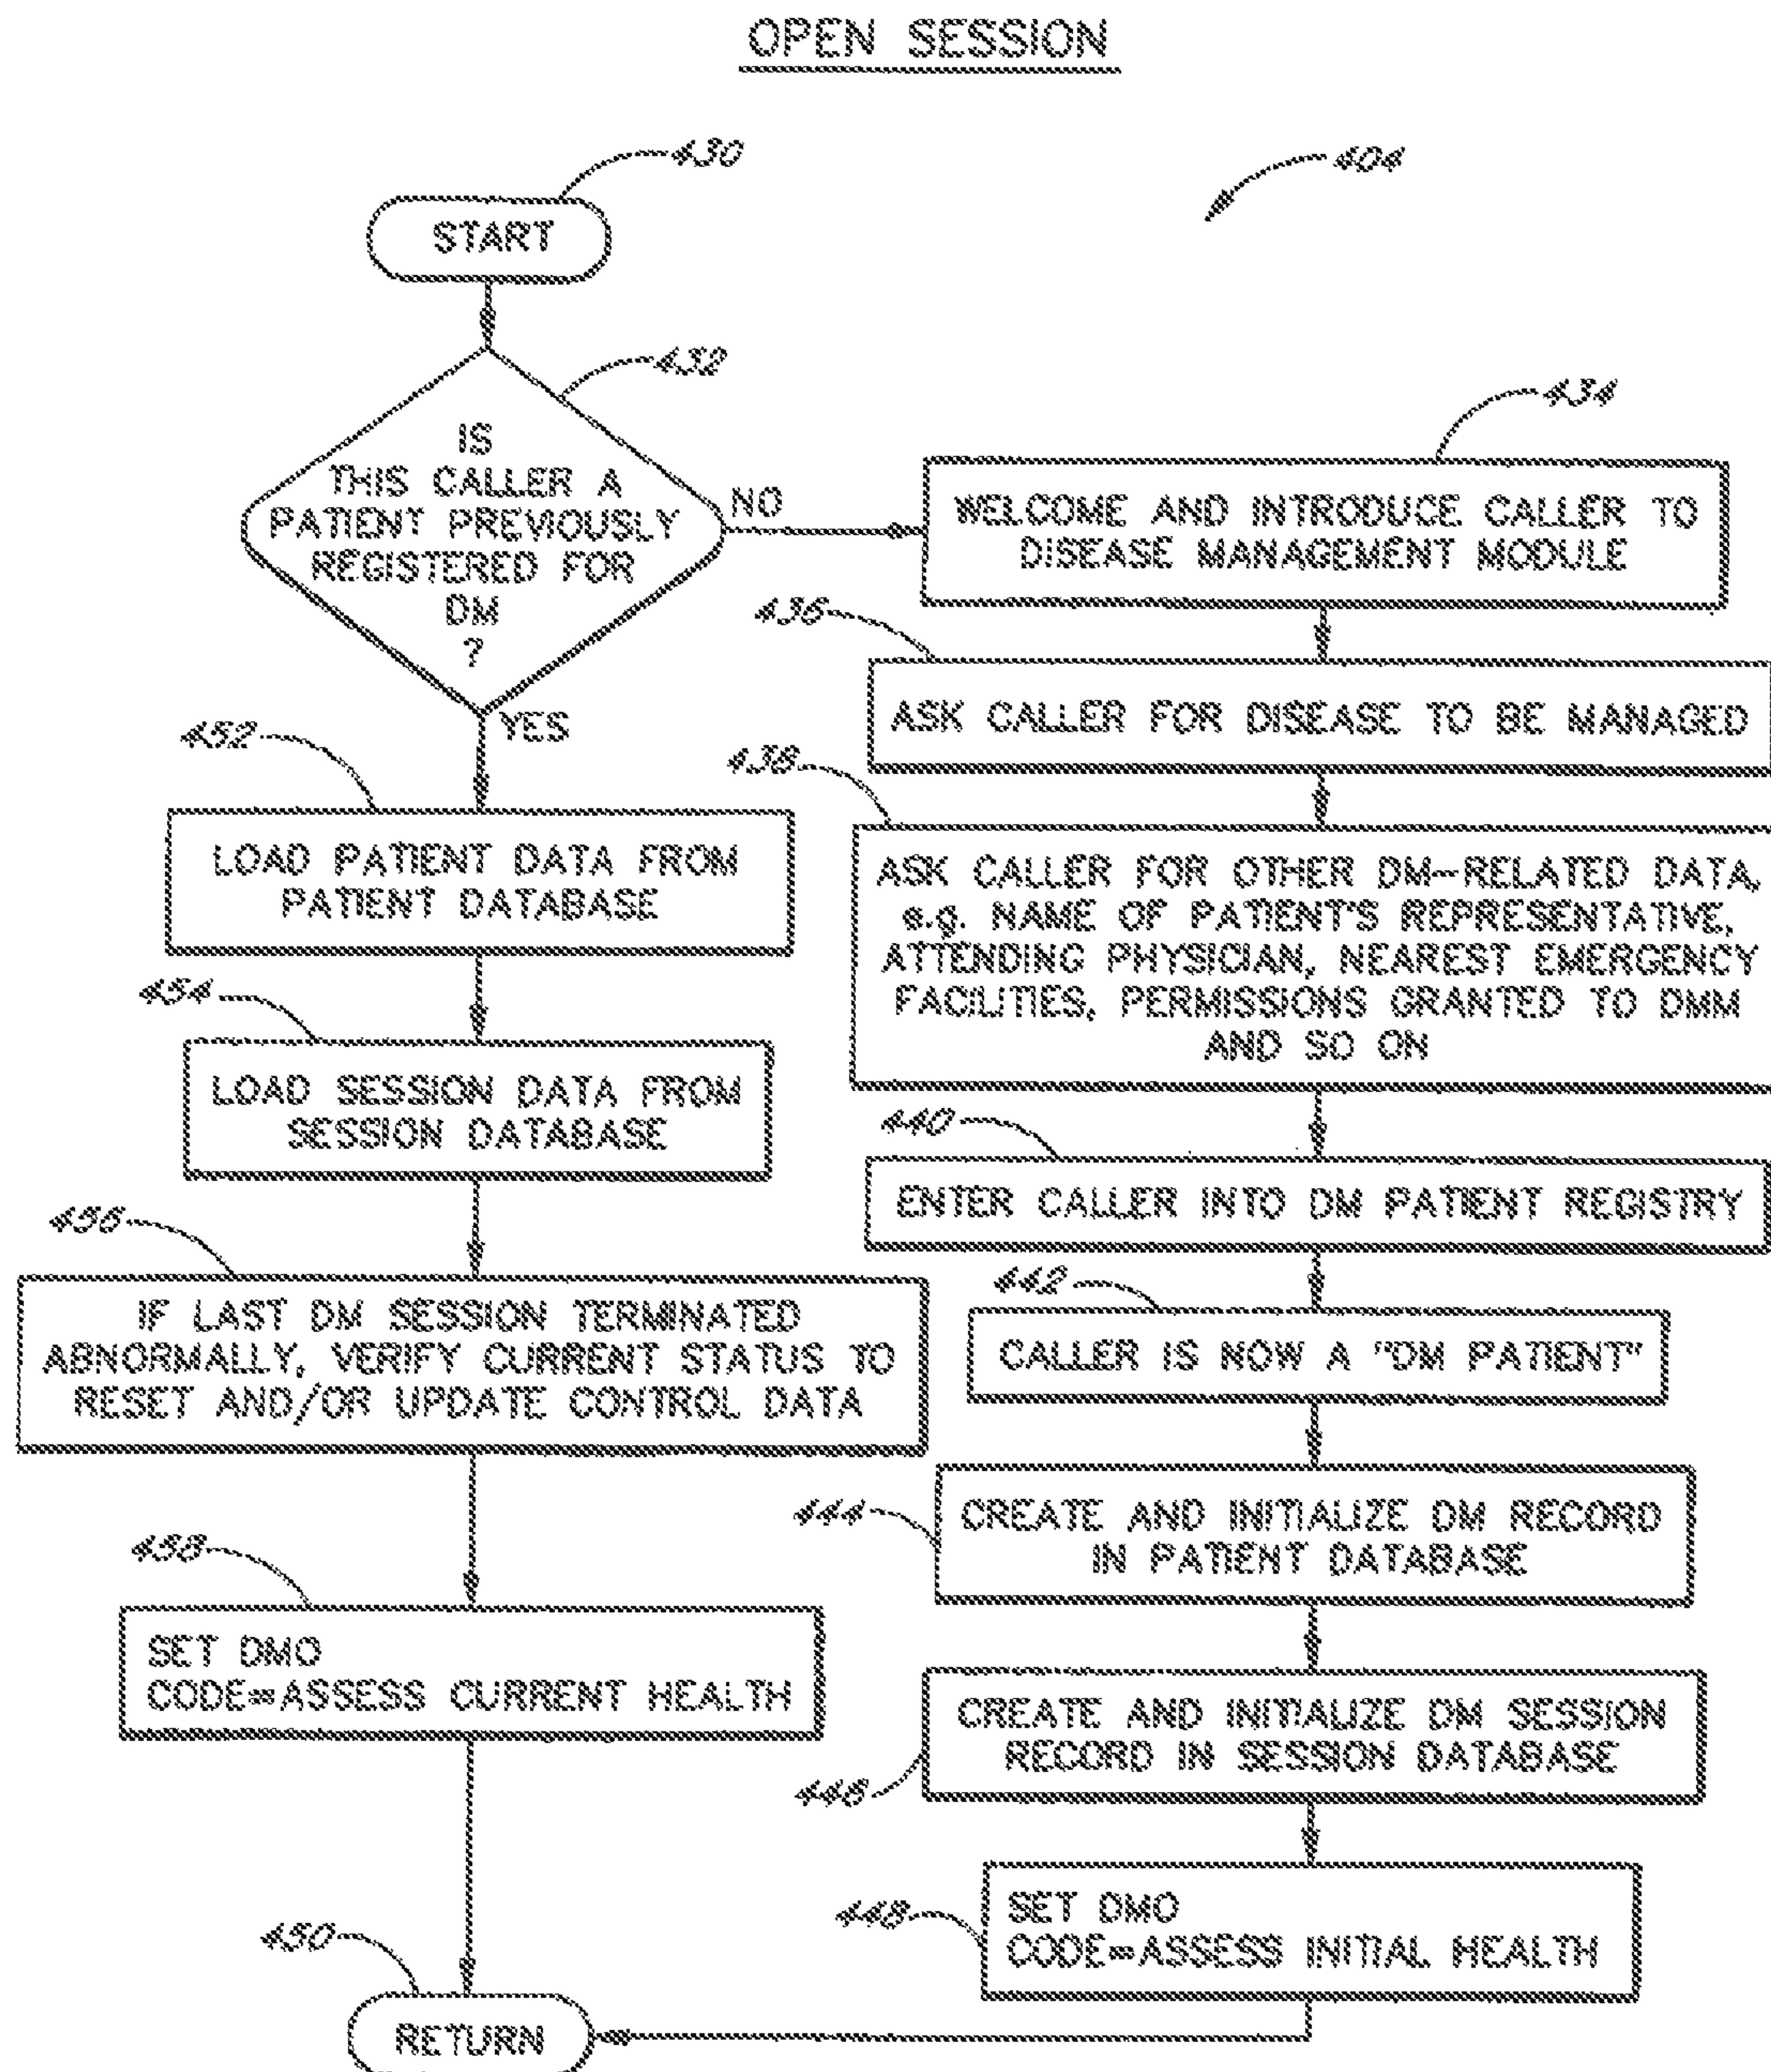 OPEN SESSION
430
404
START
432
IS
THIS CALLER A
PATIENT PREVIOUSLY
REGISTERED FOR
DM
?
NO
YES
434
WELCOME AND INTRODUCE CALLER TO
DISEASE MANAGEMENT MODULE
436
ASK CALLER FOR DISEASE TO BE MANAGED
438
ASK CALLER FOR OTHER DM-RELATED DATA,
e.g. NAME OF PATIENT'S REPRESENTATIVE,
ATTENDING PHYSICIAN, NEAREST EMERGENCY
FACILITIES, PERMISSIONS GRANTED TO DMM
AND SO ON
440
ENTER CALLER INTO DM PATIENT REGISTRY
442
CALLER IS NOW A "DM PATIENT"
444
CREATE AND INITIALIZE DM RECORD
IN PATIENT DATABASE
446
CREATE AND INITIALIZE DM SESSION
RECORD IN SESSION DATABASE
448
SET DMO
CODE=ASSESS INITIAL HEALTH
452
LOAD PATIENT DATA FROM
PATIENT DATABASE
454
LOAD SESSION DATA FROM
SESSION DATABASE
456
IF LAST DM SESSION TERMINATED
ABNORMALLY, VERIFY CURRENT STATUS TO
RESET AND/OR UPDATE CONTROL DATA
458
SET DMO
CODE=ASSESS CURRENT HEALTH
450
RETURN